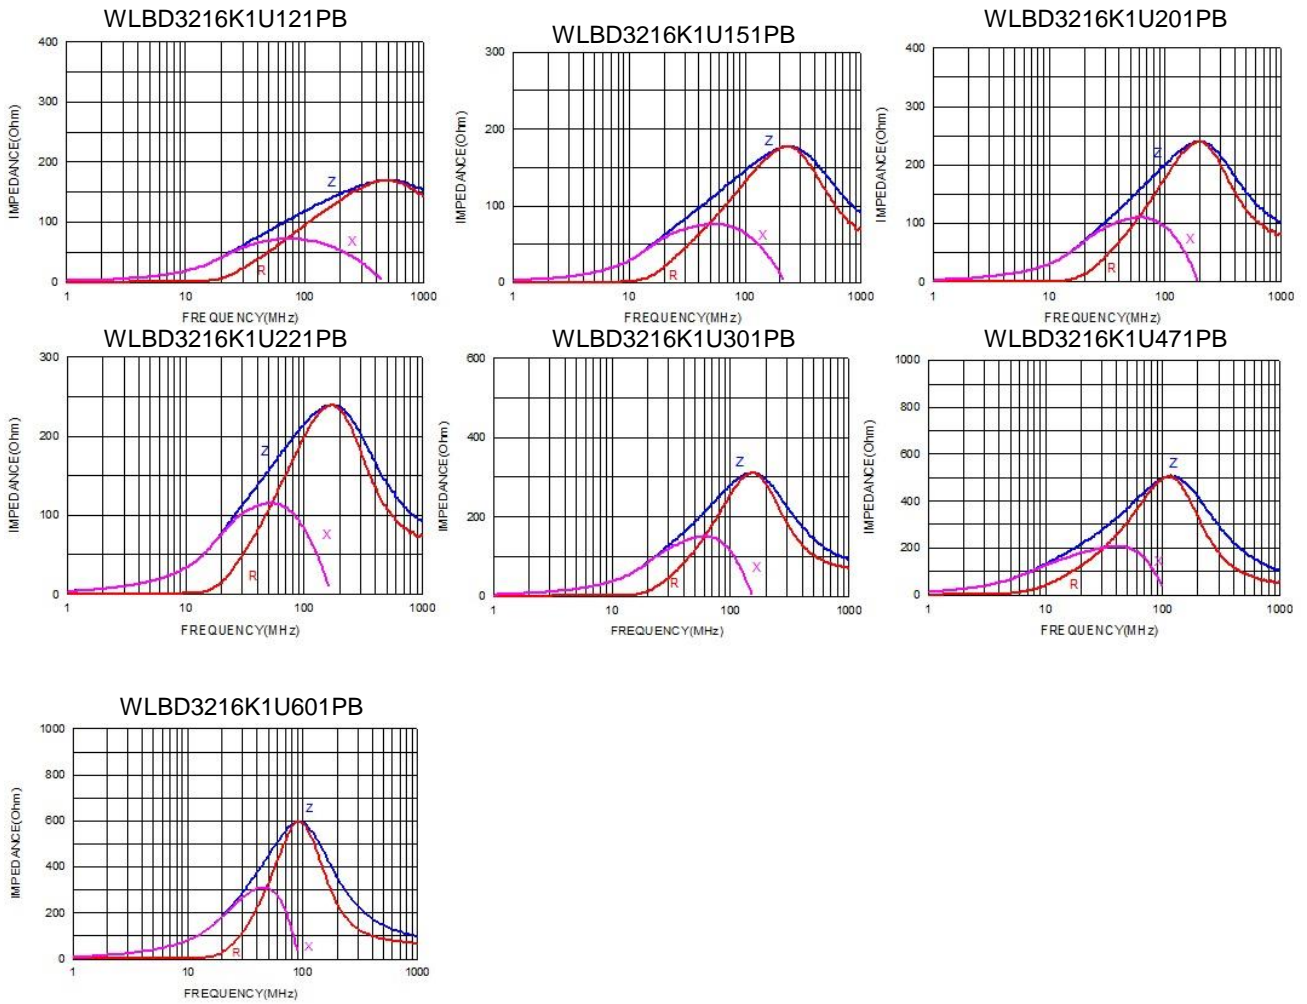 WLBD3216K1U121PB
400
300
200
100
0
IMPEDANCE(Ohm)
Z
X
R
1
10
100
1000
FREQUENCY(MHz)
WLBD3216K1U151PB
300
200
100
0
IMPEDANCE(Ohm)
Z
X
R
1
10
100
1000
FREQUENCY(MHz)
WLBD3216K1U201PB
400
300
200
100
0
IMPEDANCE(Ohm)
Z
X
R
1
10
100
1000
FREQUENCY(MHz)
WLBD3216K1U221PB
300
200
100
0
IMPEDANCE(Ohm)
Z
X
R
1
10
100
1000
FREQUENCY(MHz)
WLBD3216K1U301PB
600
400
200
0
IMPEDANCE(Ohm)
Z
X
R
1
10
100
1000
FREQUENCY(MHz)
WLBD3216K1U471PB
1000
800
600
400
200
0
IMPEDANCE(Ohm)
Z
X
R
1
10
100
1000
FREQUENCY(MHz)
WLBD3216K1U601PB
1000
800
600
400
200
0
IMPEDANCE(Ohm)
Z
X
R
1
10
100
1000
FREQUENCY(MHz)